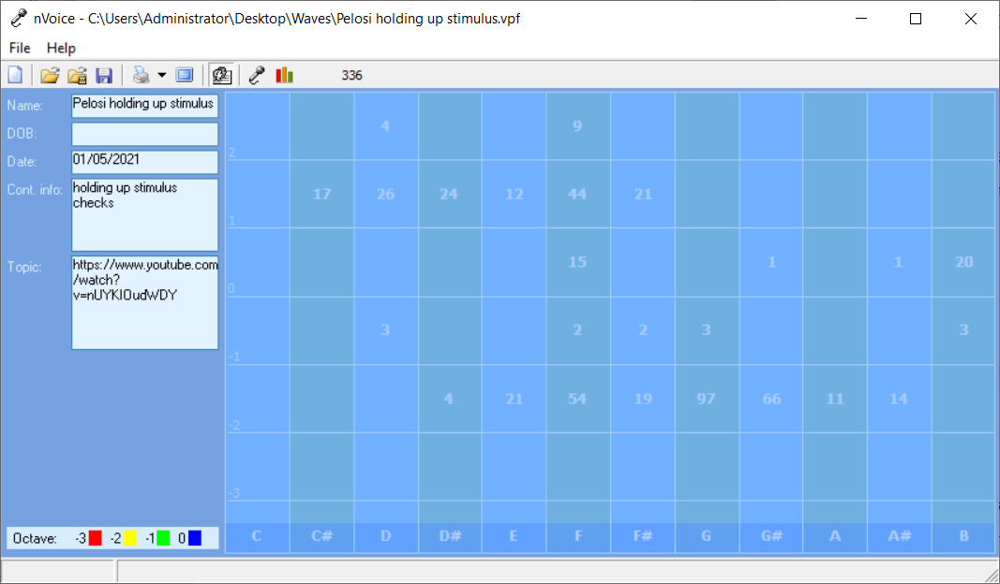 nVoice - C:\Users\Administrator\Desktop\Waves\Pelosi holding up stimulus.vpf
File Help
336
Name: Pelosi holding up stimulus
DOB:
Date: 01/05/2021
Cont. info: holding up stimulus
checks
Topic: https://www.youtube.com
/watch?
v=nUYKlOudWDY
Octave: -3 -2 -1 0
4 9
2
17 26 24 12 44 21
1
15 1 1 20
0
3 2 2 3 3
-1
4 21 54 19 97 66 11 14
-2
-3
C C# D D# E F F# G G# A A# B